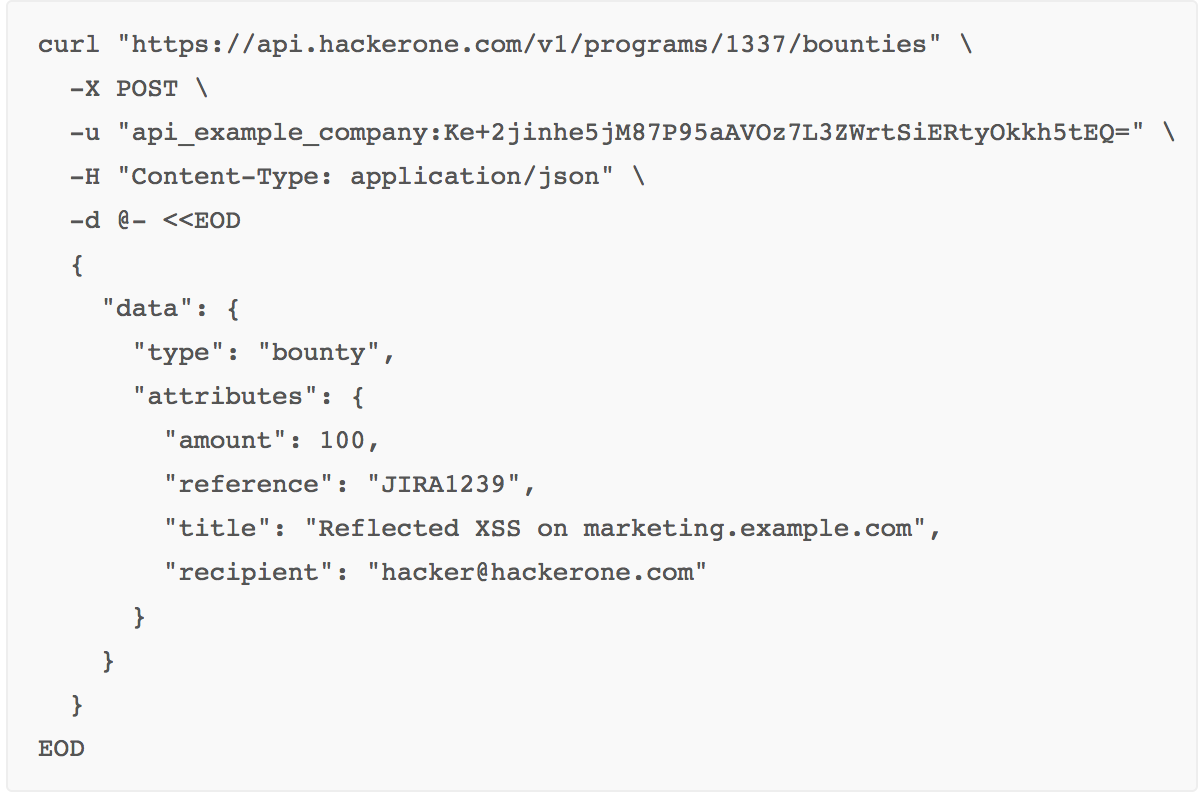 curl "https://api.hackerone.com/v1/programs/1337/bounties" \
  -X POST \
  -u "api_example_company:Ke+2jinhe5jM87P95aAVOz7L3ZWrtSiERtyOkkh5tEQ=" \
  -H "Content-Type: application/json" \
  -d @- <<EOD
  {
    "data": {
      "type": "bounty",
      "attributes": {
        "amount": 100,
        "reference": "JIRA1239",
        "title": "Reflected XSS on marketing.example.com",
        "recipient": "hacker@hackerone.com"
      }
    }
  }
EOD